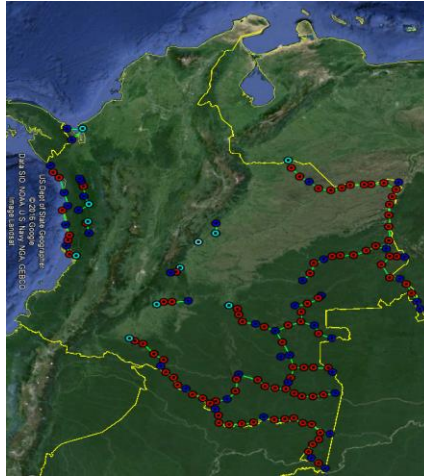 US Dept of State Geographer
© 2016 Google
Data SIO, NOAA, U.S. Navy, NGA, GEBCO
Image Landsat